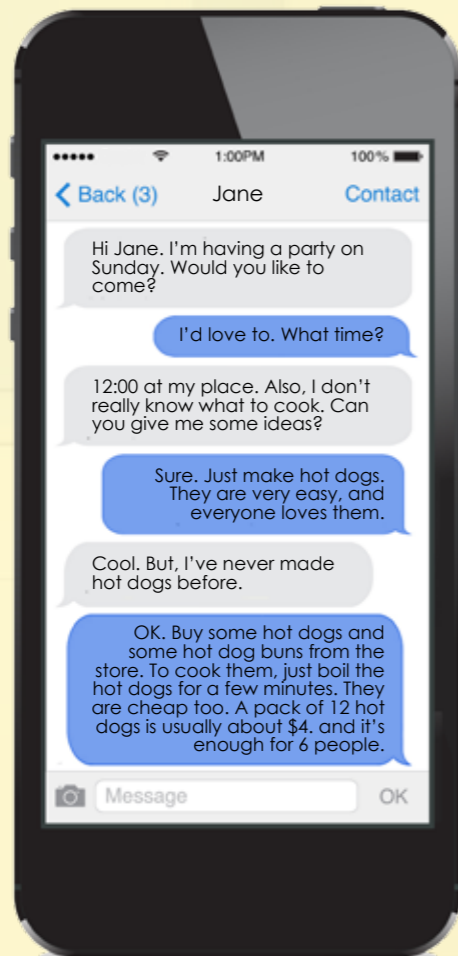 1:00PM 100%
Back (3) Jane Contact
Hi Jane. I'm having a party on
Sunday. Would you like to
come?
I'd love to. What time?
12:00 at my place. Also, I don't
really know what to cook. Can
you give me some ideas?
Sure. Just make hot dogs.
They are very easy, and
everyone loves them.
Cool. But, I've never made
hot dogs before.
OK. Buy some hot dogs and
some hot dog buns from the
store. To cook them, just boil the
hot dogs for a few minutes. They
are cheap too. A pack of 12 hot
dogs is usually about $4. and it's
enough for 6 people.
Message OK